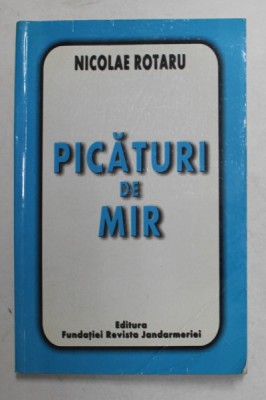 NICOLAE ROTARU
PICĂTURI
DE
MIR
Editura
Fundației Revista Jandarmeriei